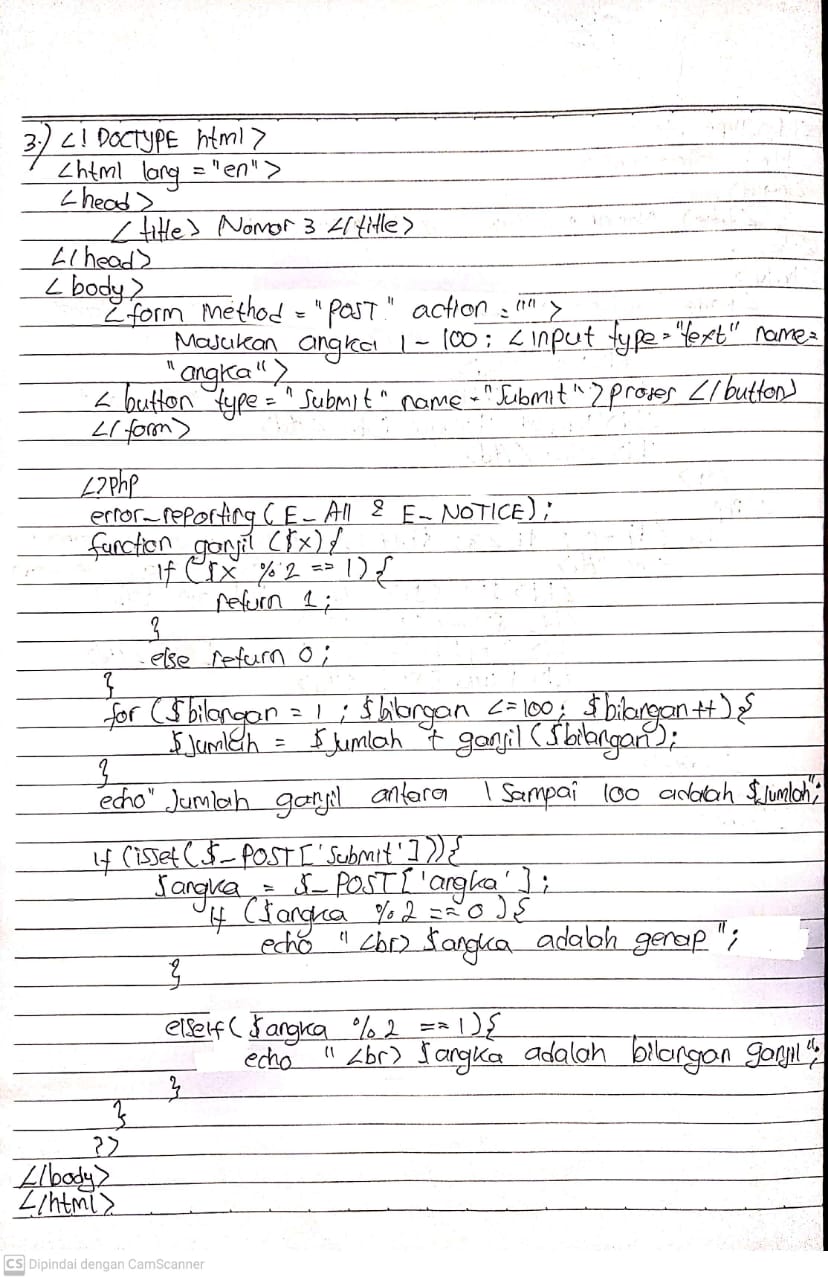 3.) <! DOCTYPE html>
<html lang = "en">
<head>
<title> Nomor 3 </title>
</head>
<body>
<form Method = "POST" action = "">
Masukan angka 1 - 100 : <input type = "text" name =
"angka">
< button type = "Submit" name = "Submit"> proses </button>
</form>
<?php
error_reporting (E_All & E_ NOTICE);
function ganjil ($x) {
if ($x % 2 == 1) {
return 1;
}
else return 0;
}
for ($bilangan = 1 ; $bilangan <= 100; $bilangan ++) {
$Jumlah = $Jumlah + ganjil ($bilangan);
}
echo" Jumlah ganjil antara 1 Sampai 100 adalah $Jumlah";
if (isset ($_ POST ['Submit'])) {
$angka = $_ POST ['angka'];
if ($angka % 2 == 0) {
echo " <br> $angka adalah genap ";
}
elseif ( $angka % 2 == 1) {
echo " <br> $angka adalah bilangan ganjil ";
}
}
?>
</body>
</html>
CS Dipindai dengan CamScanner